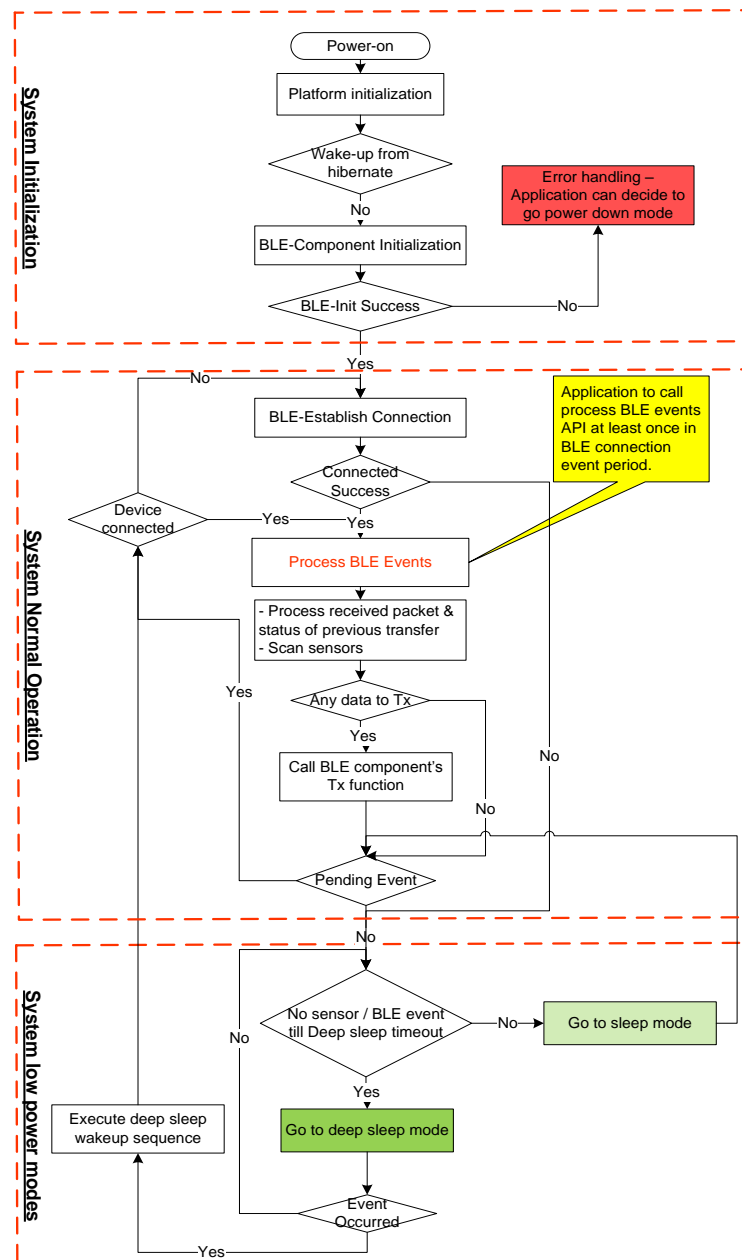 System Initialization
Power-on
Platform initialization
Wake-up from
hibernate
No
BLE-Component Initialization
BLE-Init Success
No
Error handling –
Application can decide to
go power down mode
Yes
System Normal Operation
No
BLE-Establish Connection
Application to call
process BLE events
API at least once in
BLE connection
event period.
Connected
Success
Device
connected
Yes
Yes
Process BLE Events
- Process received packet &
status of previous transfer
- Scan sensors
Yes
Any data to Tx
Yes
No
Call BLE component's
Tx function
No
Pending Event
No
System low power modes
No sensor / BLE event
till Deep sleep timeout
No
No
Go to sleep mode
Yes
Execute deep sleep
wakeup sequence
Go to deep sleep mode
Event
Occurred
Yes